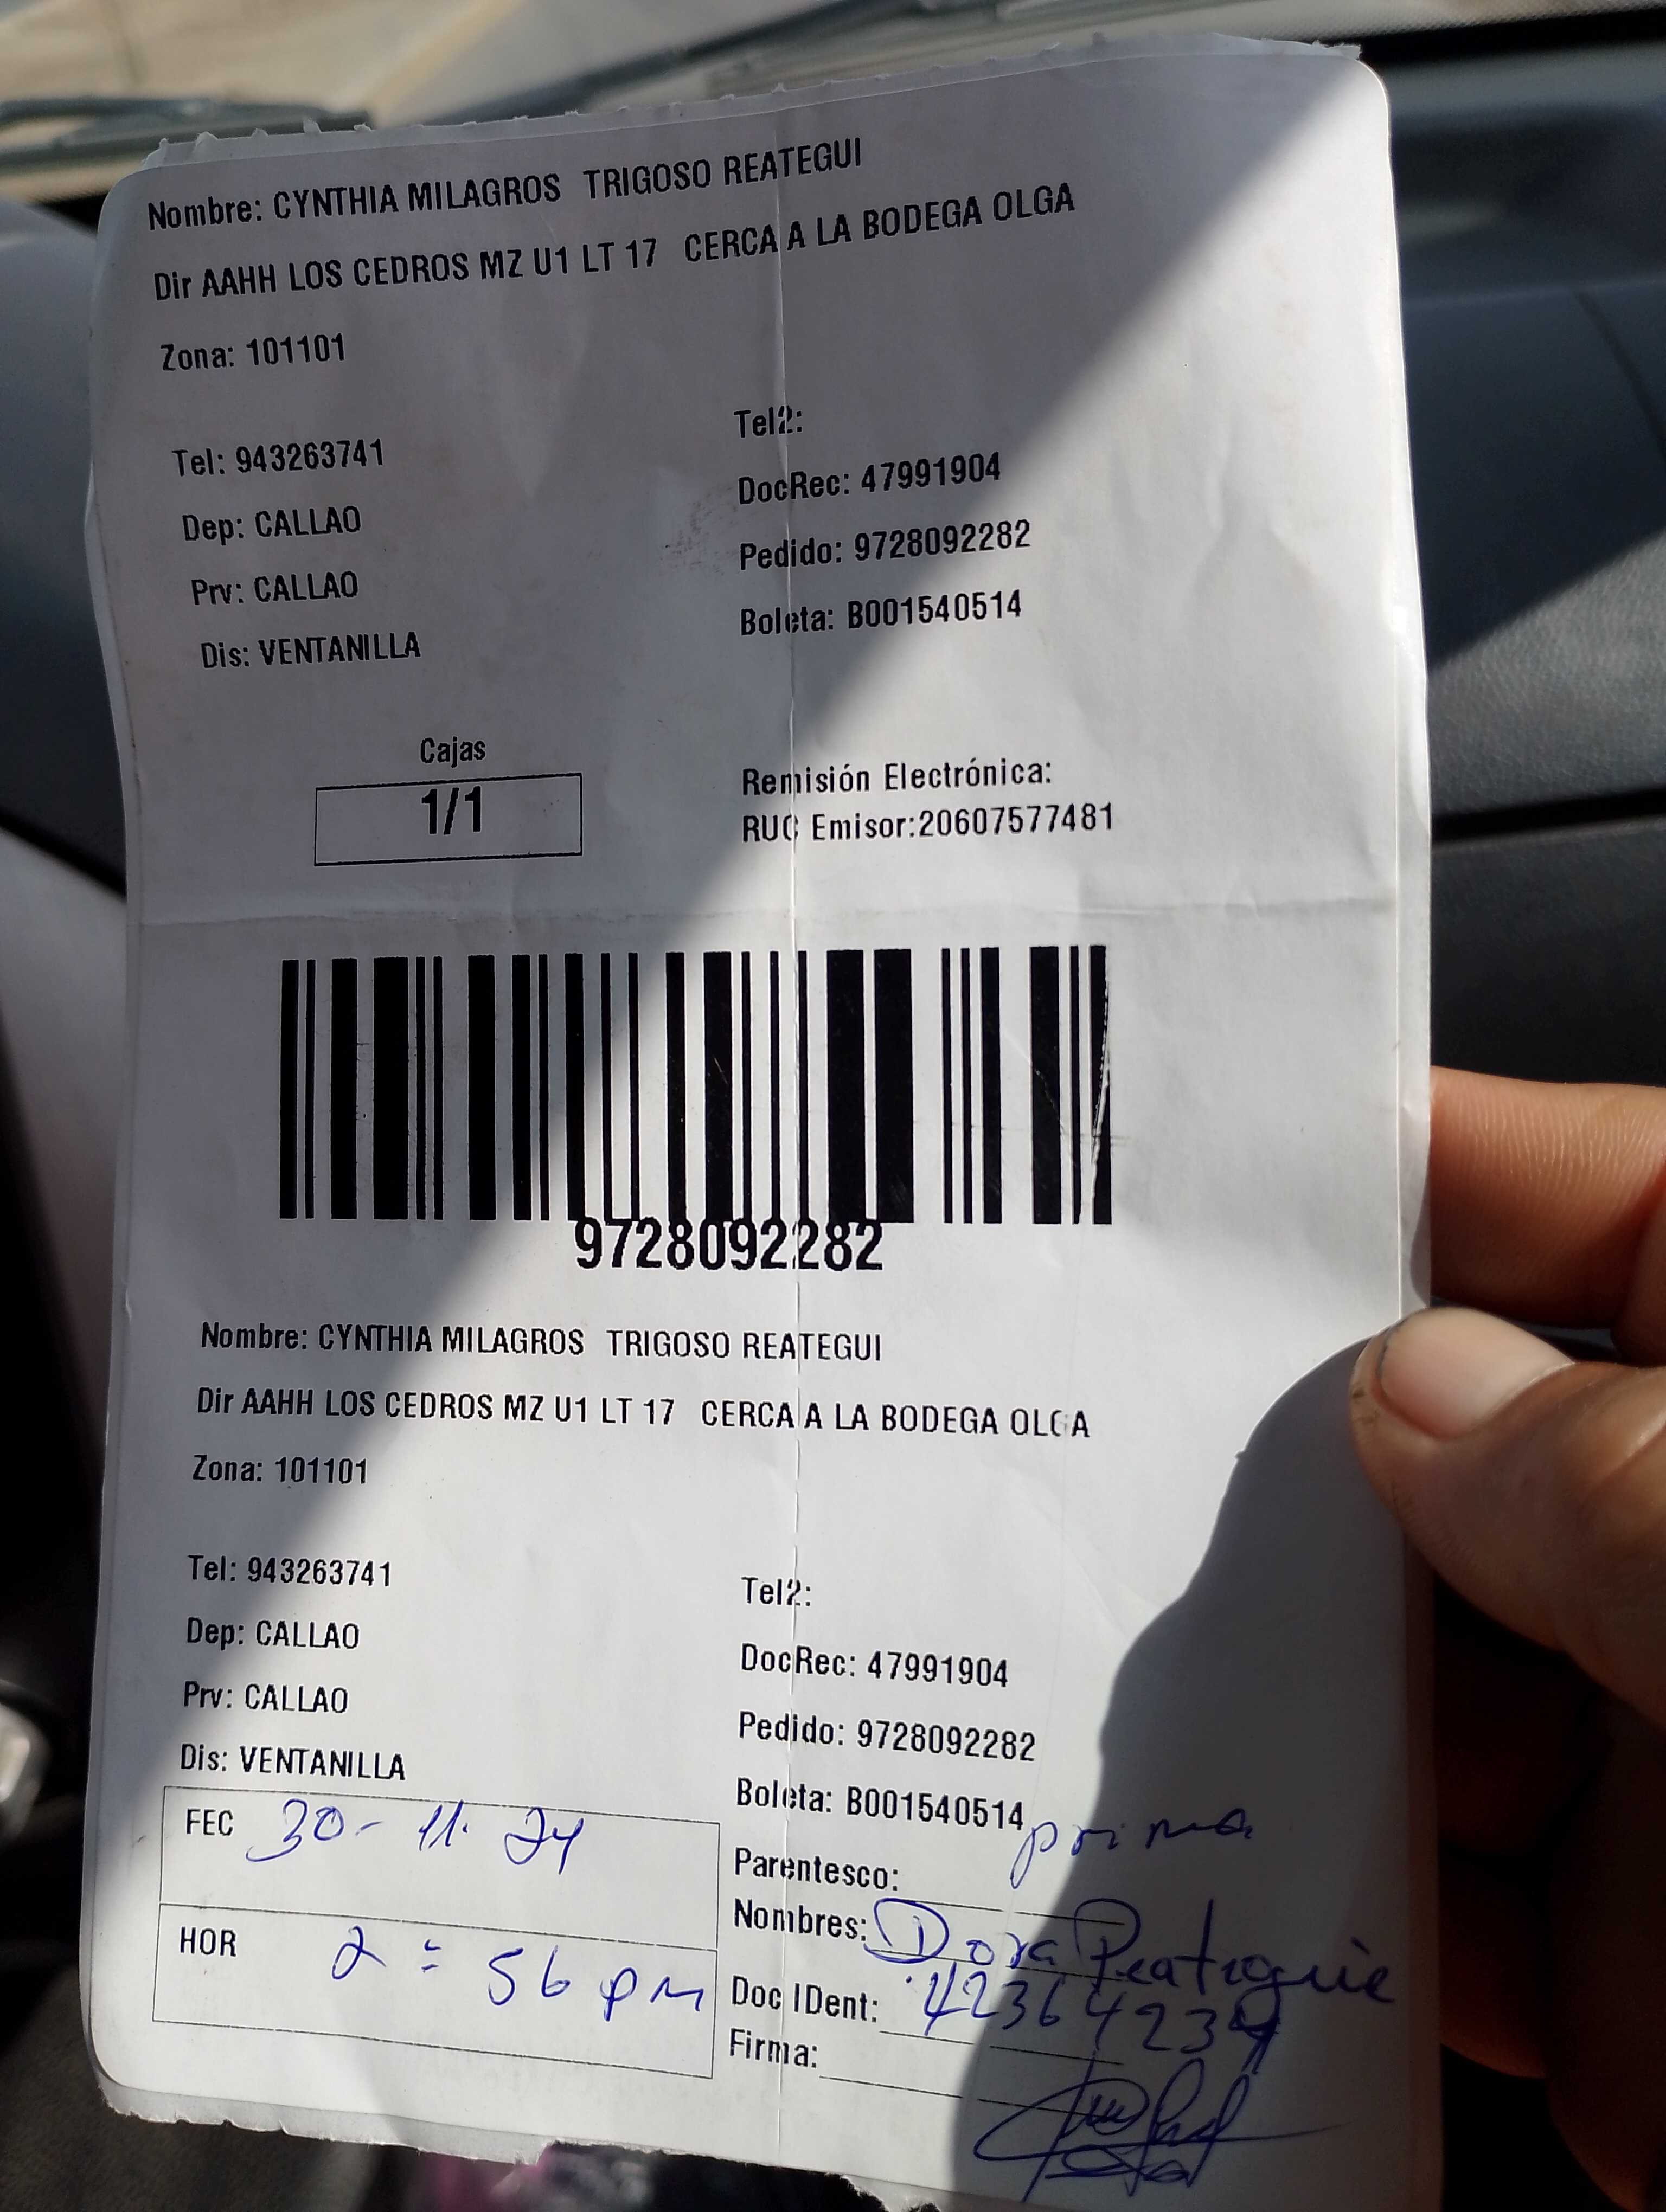 Nombre: CYNTHIA MILAGROS TRIGOSO REATEGUI
Dir AAHH LOS CEDROS MZ U1 LT 17 CERCA A LA BODEGA OLGA
Zona: 101101
Tel: 943263741
Tel2:
Dep: CALLAO
DocRec: 47991904
Prv: CALLAO
Pedido: 9728092282
Dis: VENTANILLA
Boleta: B001540514
Cajas
1/1
Remisión Electrónica:
RUC Emisor:20607577481
9728092282
Nombre: CYNTHIA MILAGROS TRIGOSO REATEGUI
Dir AAHH LOS CEDROS MZ U1 LT 17 CERCA A LA BODEGA OLGA
Zona: 101101
Tel: 943263741
Tel2:
Dep: CALLAO
DocRec: 47991904
Prv: CALLAO
Pedido: 9728092282
Dis: VENTANILLA
Boleta: B001540514
FEC 30-11-24
Parentesco: prima
Nombres: Dora
HOR 2:56 pm
Doc IDent:
Firma: